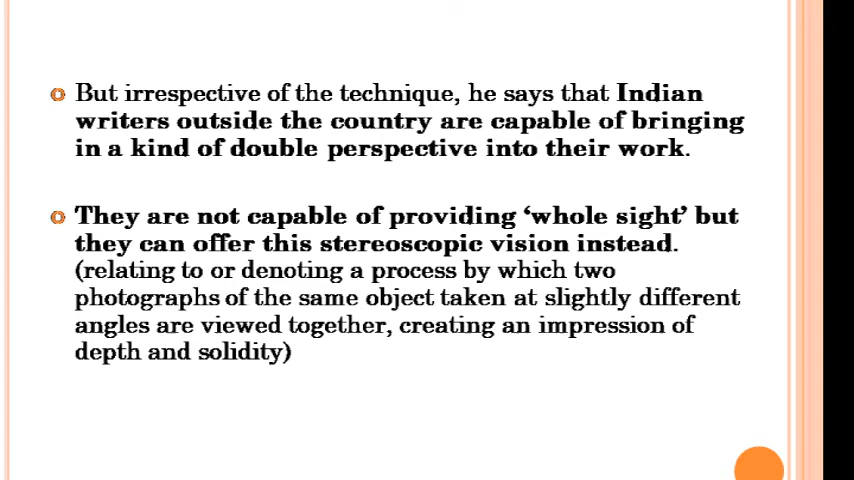 But irrespective of the technique, he says that Indian
writers outside the country are capable of bringing
in a kind of double perspective into their work.
They are not capable of providing ‘whole sight’ but
they can offer this stereoscopic vision instead.
(relating to or denoting a process by which two
photographs of the same object taken at slightly different
angles are viewed together, creating an impression of
depth and solidity)